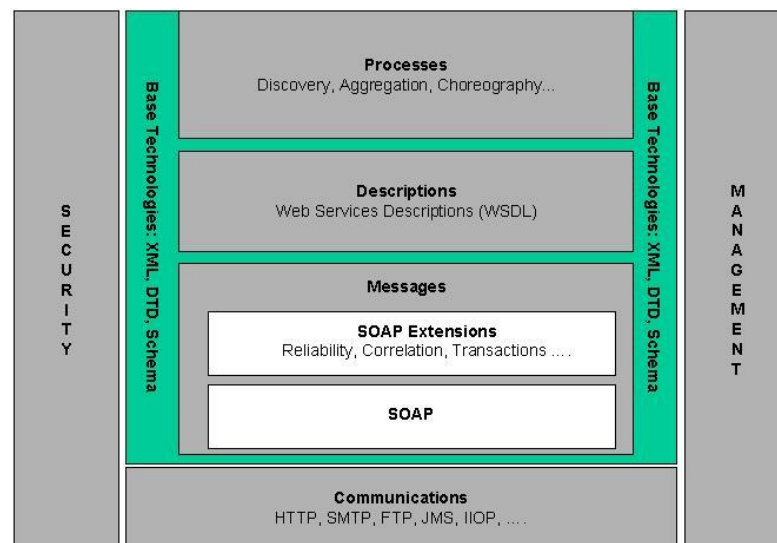 SECURITY
Base Technologies: XML, DTD, Schema
Processes
Discovery, Aggregation, Choreography...
Descriptions
Web Services Descriptions (WSDL)
Messages
SOAP Extensions
Reliability, Correlation, Transactions ....
SOAP
Base Technologies: XML, DTD, Schema
MANAGEMENT
Communications
HTTP, SMTP, FTP, JMS, IIOP, ....